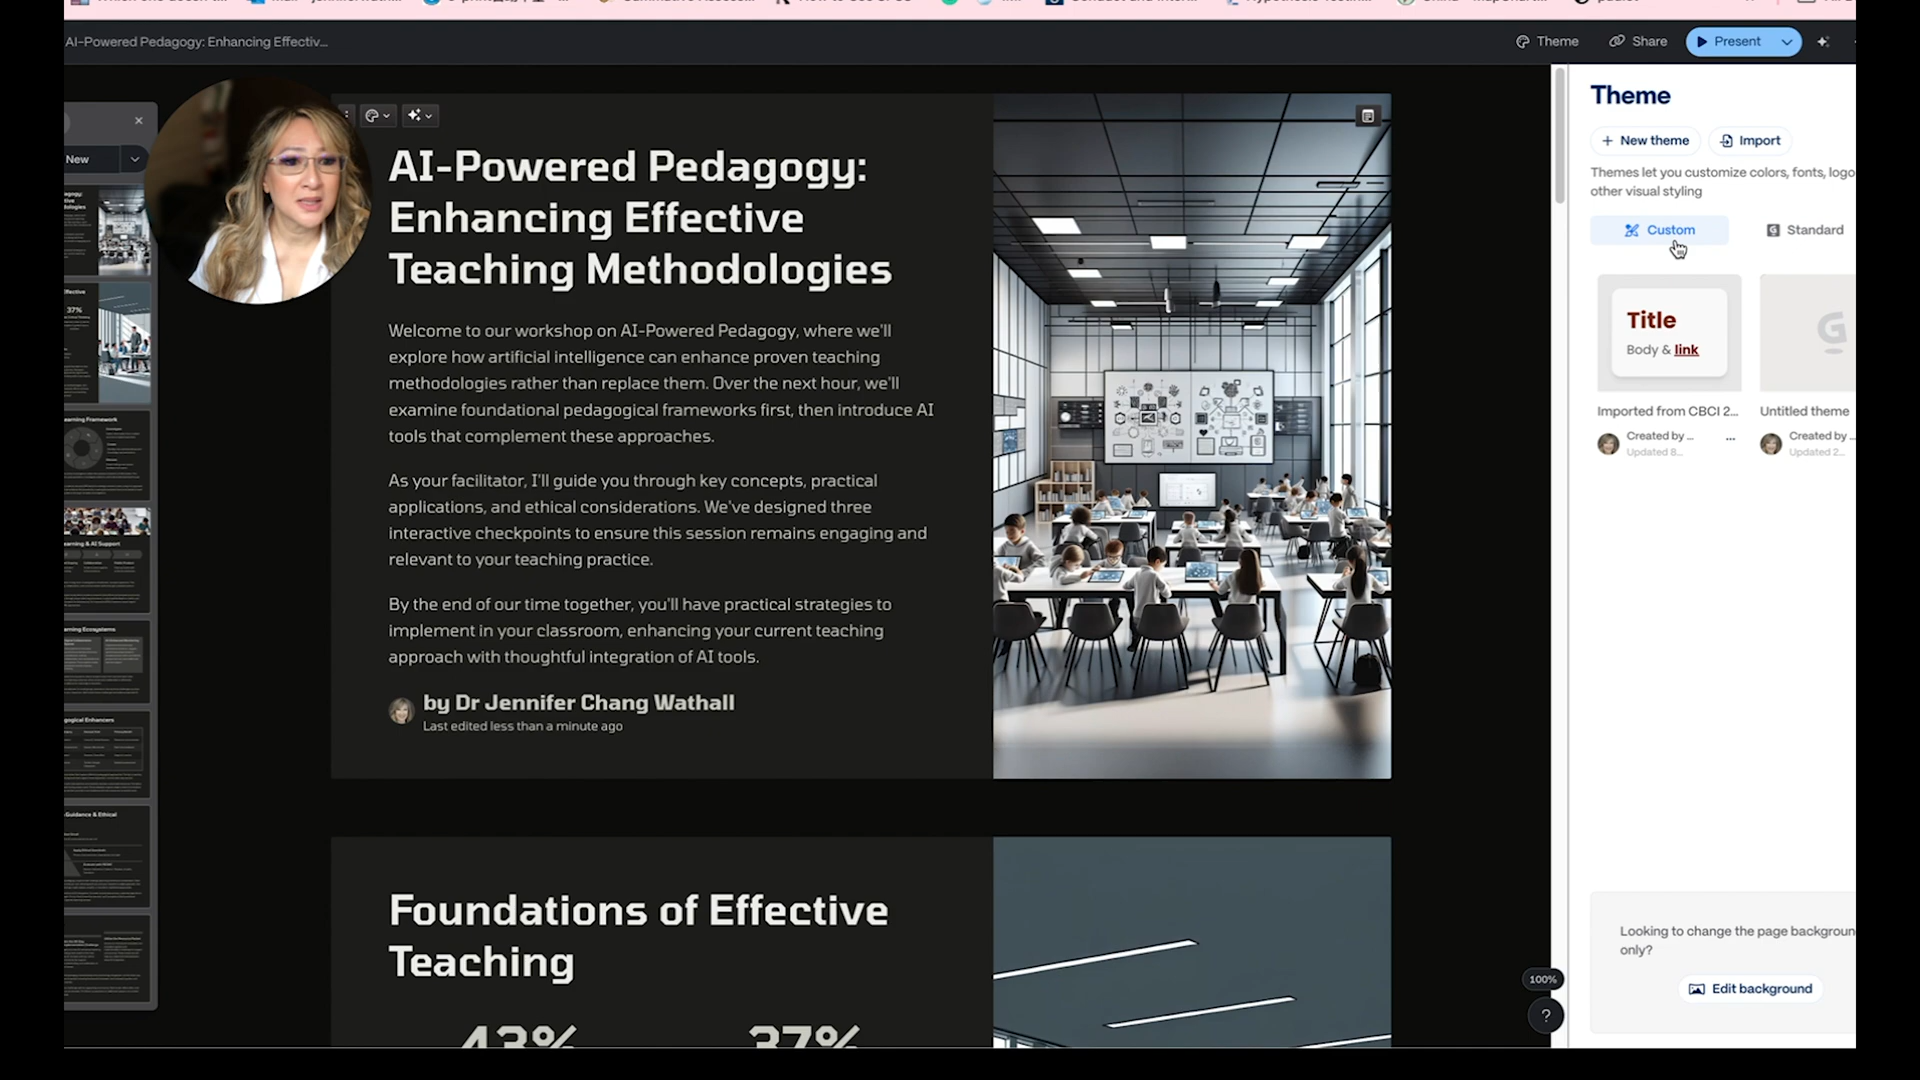 AI-Powered Pedagogy: Enhancing Effectiv...
Theme
Share
Present
New
37%
AI-Powered Pedagogy:
Enhancing Effective
Teaching Methodologies
Welcome to our workshop on AI-Powered Pedagogy, where we'll
explore how artificial intelligence can enhance proven teaching
methodologies rather than replace them. Over the next hour, we'll
examine foundational pedagogical frameworks first, then introduce AI
tools that complement these approaches.
As your facilitator, I'll guide you through key concepts, practical
applications, and ethical considerations. We've designed three
interactive checkpoints to ensure this session remains engaging and
relevant to your teaching practice.
By the end of our time together, you'll have practical strategies to
implement in your classroom, enhancing your current teaching
approach with thoughtful integration of AI tools.
by Dr Jennifer Chang Wathall
Last edited less than a minute ago
Foundations of Effective
Teaching
43%
37%
100%
?
Theme
New theme
Import
Themes let you customize colors, fonts, logo
other visual styling
Custom
Standard
Title
Body & link
G
Imported from CBCI 2...
Untitled theme
Created by ...
Updated 8...
Created by ...
Updated 2...
Looking to change the page backgroun
only?
Edit background